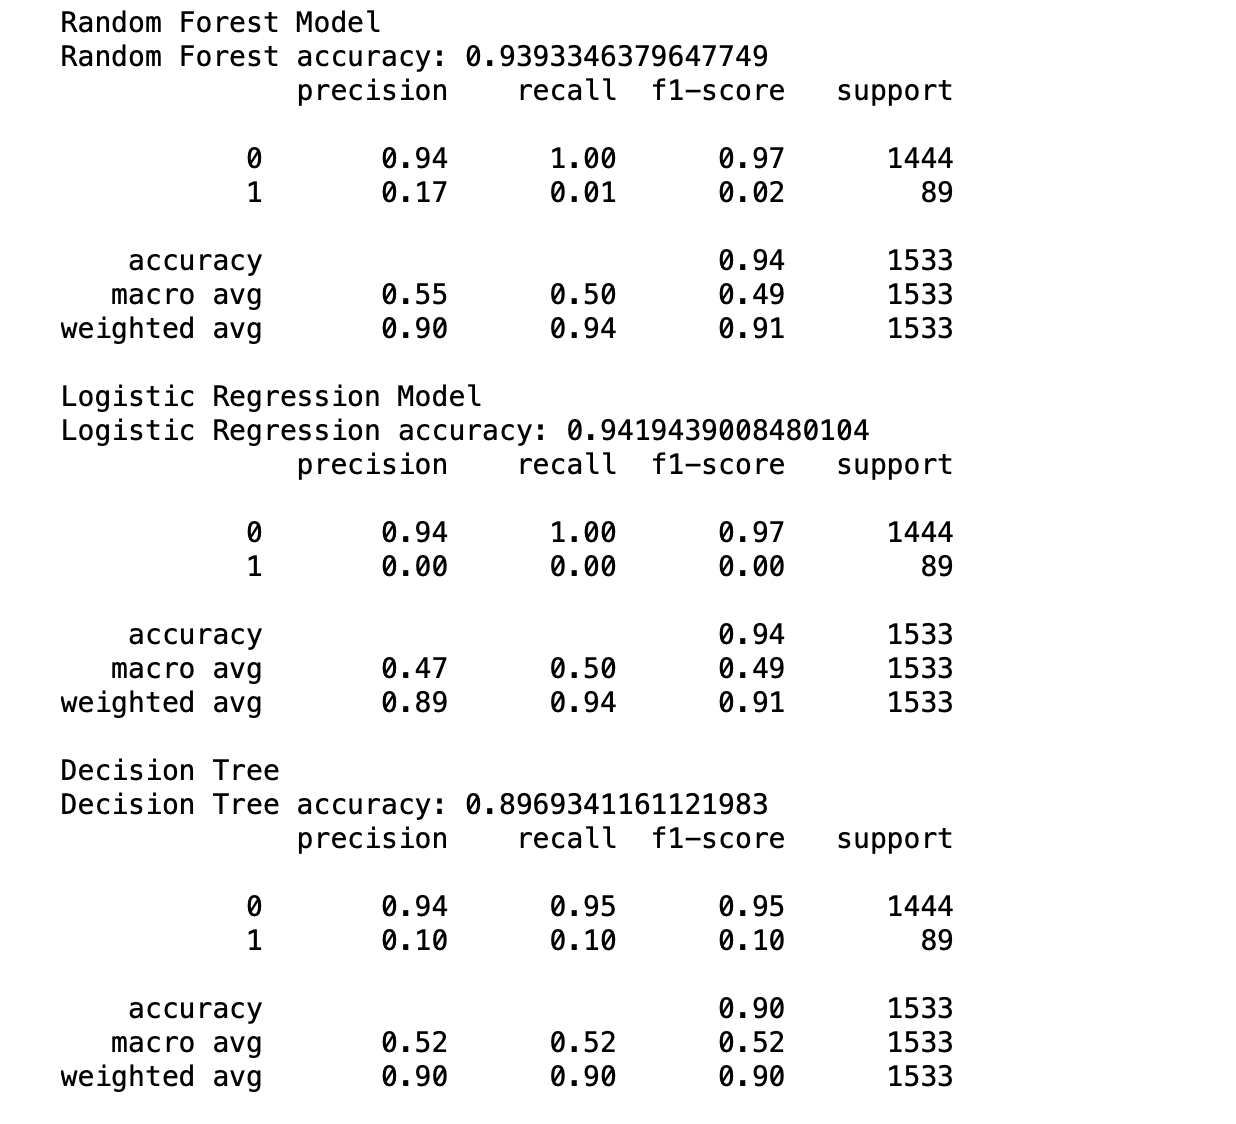 Random Forest Model
Random Forest accuracy: 0.9393346379647749
precision recall f1-score support
0 0.94 1.00 0.97 1444
1 0.17 0.01 0.02 89
accuracy 0.94 1533
macro avg 0.55 0.50 0.49 1533
weighted avg 0.90 0.94 0.91 1533
Logistic Regression Model
Logistic Regression accuracy: 0.9419439008480104
precision recall f1-score support
0 0.94 1.00 0.97 1444
1 0.00 0.00 0.00 89
accuracy 0.94 1533
macro avg 0.47 0.50 0.49 1533
weighted avg 0.89 0.94 0.91 1533
Decision Tree
Decision Tree accuracy: 0.8969341161121983
precision recall f1-score support
0 0.94 0.95 0.95 1444
1 0.10 0.10 0.10 89
accuracy 0.90 1533
macro avg 0.52 0.52 0.52 1533
weighted avg 0.90 0.90 0.90 1533